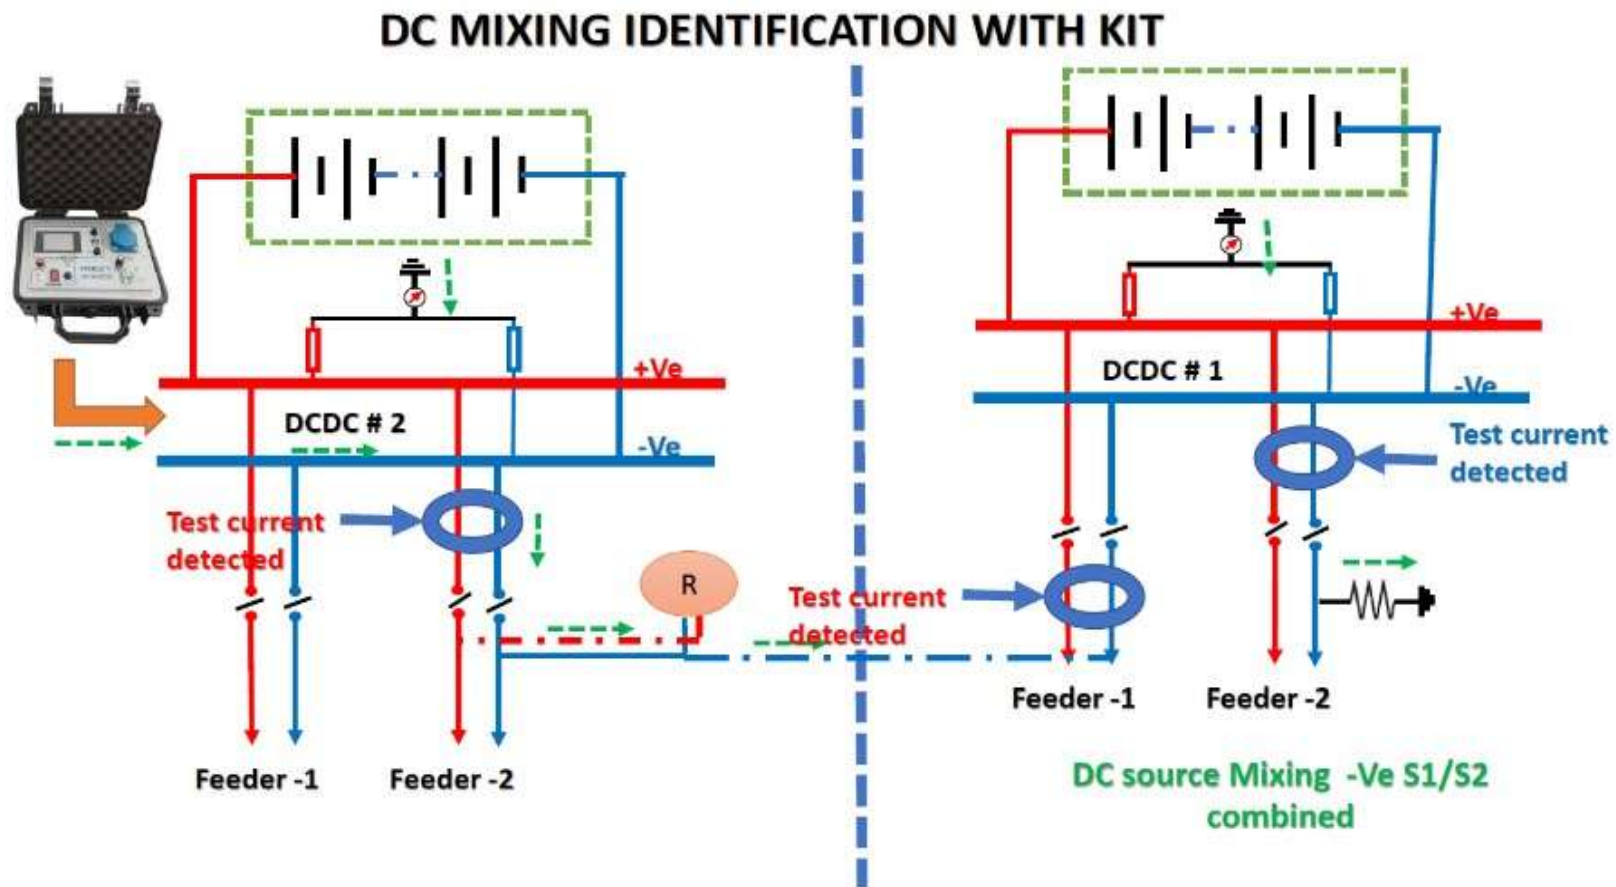 DC MIXING IDENTIFICATION WITH KIT
+Ve
DCDC # 2
-Ve
Test current
detected
R
Feeder -1
Feeder -2
+Ve
DCDC # 1
-Ve
Test current
detected
Test current
detected
Feeder -1
Feeder -2
DC source Mixing -Ve S1/S2
combined